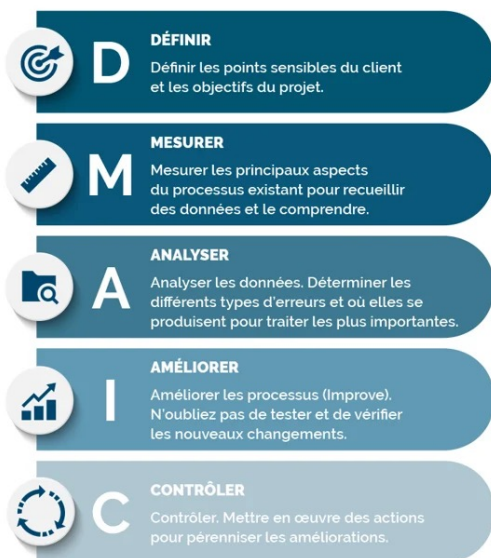 D
DÉFINIR
Définir les points sensibles du client
et les objectifs du projet.
M
MESURER
Mesurer les principaux aspects
du processus existant pour recueillir
des données et le comprendre.
A
ANALYSER
Analyser les données. Déterminer les
différents types d'erreurs et où elles se
produisent pour traiter les plus importantes.
I
AMÉLIORER
Améliorer les processus (Improve).
N'oubliez pas de tester et de vérifier
les nouveaux changements.
C
CONTRÔLER
Contrôler. Mettre en œuvre des actions
pour pérenniser les améliorations.